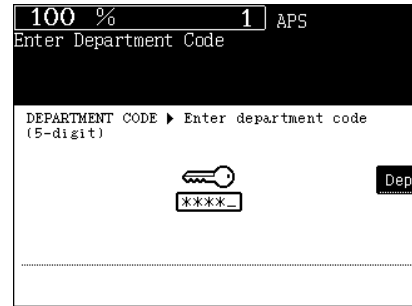 100 % 1 APS
Enter Department Code
DEPARTMENT CODE ▶ Enter department code
(5-digit)
****_
Dep